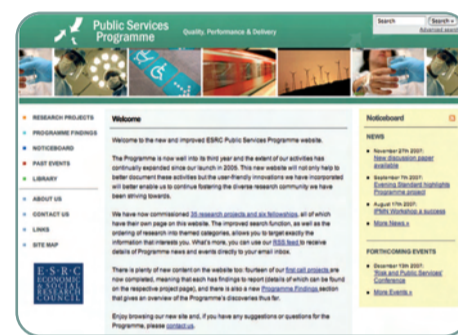 Public Services
Programme
Quality, Performance & Delivery
Search
Search
Advanced search
RESEARCH PROJECTS
PROGRAMME FINDINGS
NOTICEBOARD
PAST EVENTS
LIBRARY
ABOUT US
CONTACT US
LINKS
SITE MAP
E·S·R·C
ECONOMIC
& SOCIAL
RESEARCH
COUNCIL
Welcome
Welcome to the new and improved ESRC Public Services Programme website.
The Programme is now well into its third year and the extent of our activities has
continually expanded since our launch in 2005. This new website will not only help to
better document these activities but the user-friendly innovations we have incorporated
will better enable us to continue fostering the diverse research community we have
been striving towards.
We have now commissioned 38 research projects and six fellowships, all of which
have their own page on this website. The improved search function, as well as the
ordering of research into themed categories, allows you to target exactly the
information that interests you. What's more, you can use our RSS feed to receive
details of Programme news and events directly to your email inbox.
There is plenty of new content on the website too: fourteen of our first call projects are
now completed, meaning that each has findings to report (details of which can be found
on the respective project page), and there is also a new Programme Findings section
that gives an overview of the Programme's discoveries thus far.
Enjoy browsing our new site and, if you have any suggestions or questions for the
Programme, please contact us.
Noticeboard
NEWS
November 27th 2007:
New discussion paper
available
September 7th 2007:
Evening Standard highlights
Programme project
August 17th 2007:
IPMN Workshop a success
More News »
FORTHCOMING EVENTS
December 13th 2007:
'Risk and Public Services'
Conference
More Events »